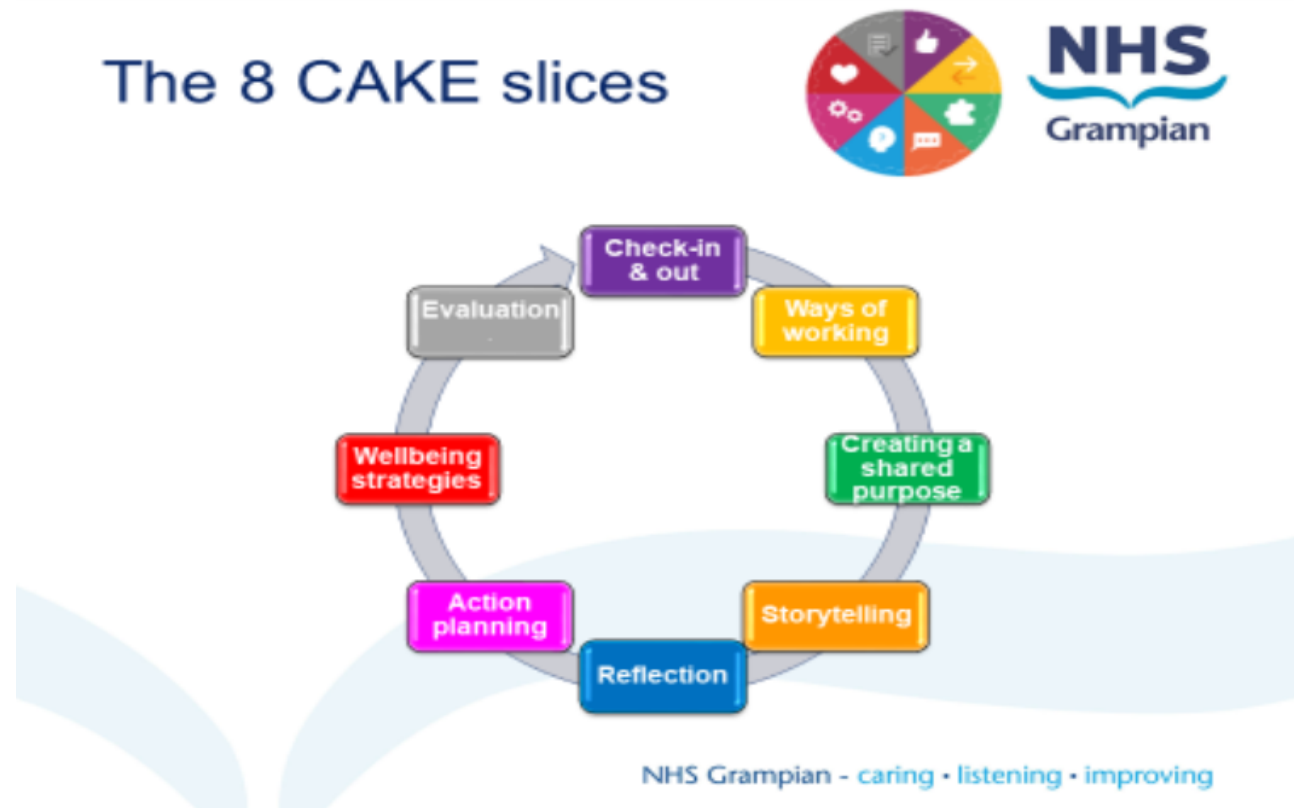 The 8 CAKE slices
NHS
Grampian
Check-in
& out
Ways of
working
Creating a
shared
purpose
Storytelling
Reflection
Action
planning
Wellbeing
strategies
Evaluation
.
NHS Grampian - caring • listening • improving